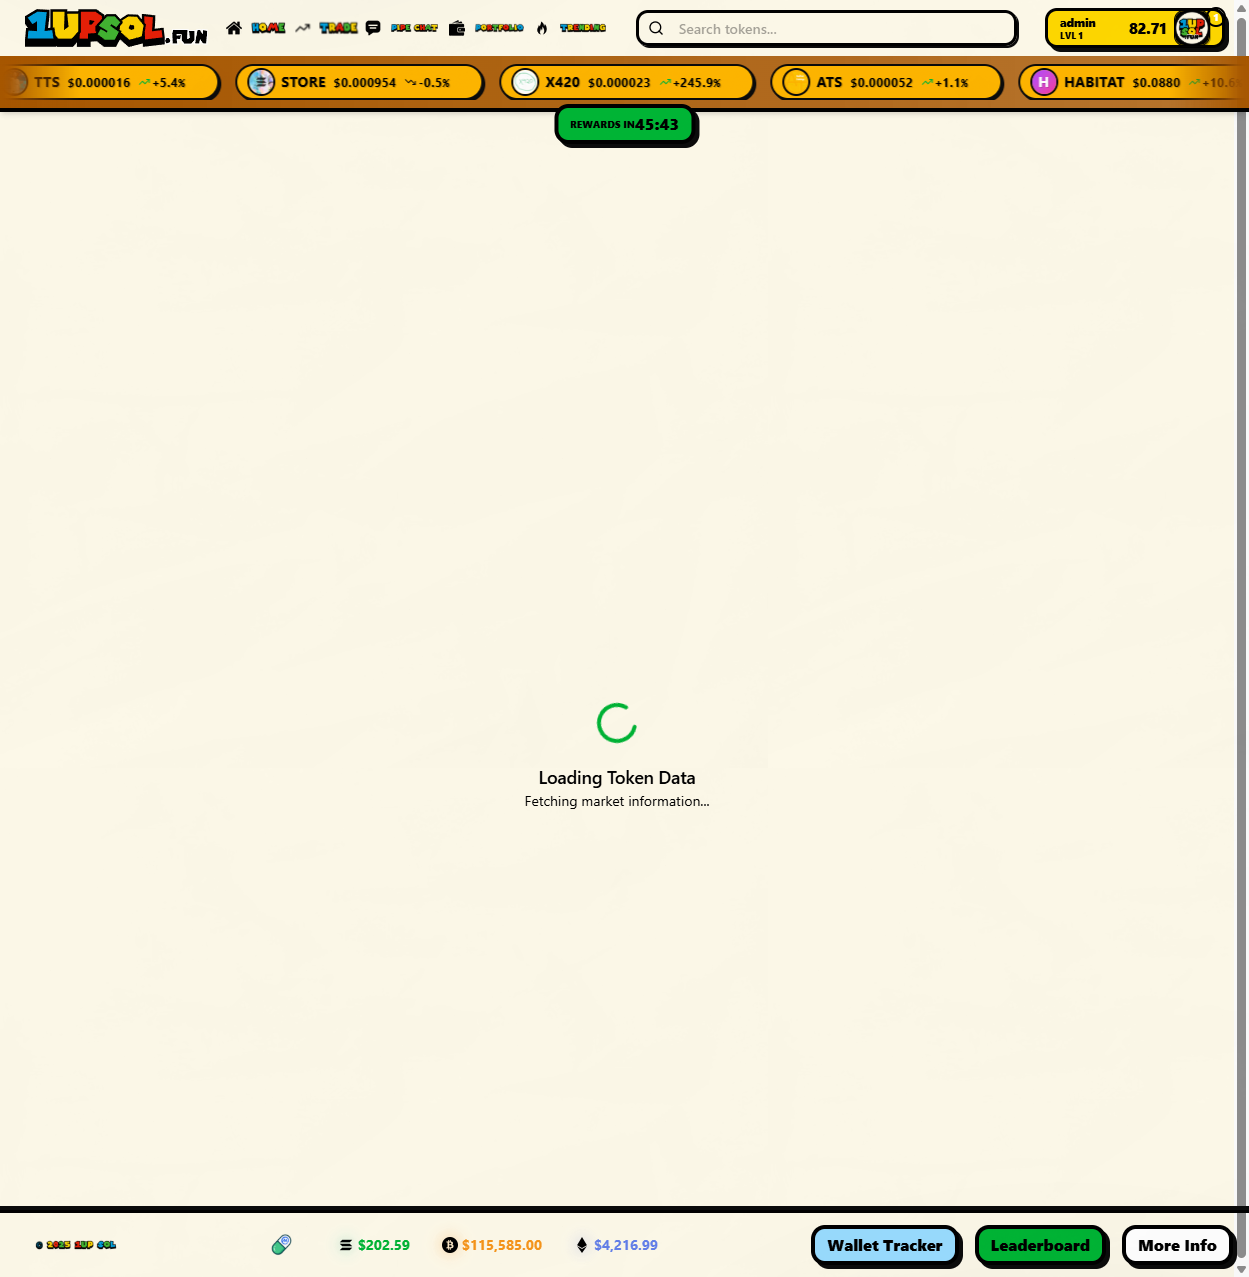 1UPSOL.FUN HOME TRADE PIPE CHAT PORTFOLIO TRENDING Search tokens... admin LVL 1 82.71
TTS $0.000016 +5.4% STORE $0.000954 -0.5% X420 $0.000023 +245.9% ATS $0.000052 +1.1% H HABITAT $0.0880 +10.6
REWARDS IN 45:43
Loading Token Data
Fetching market information...
© 2025 1UP SOL $202.59 $115,585.00 $4,216.99 Wallet Tracker Leaderboard More Info